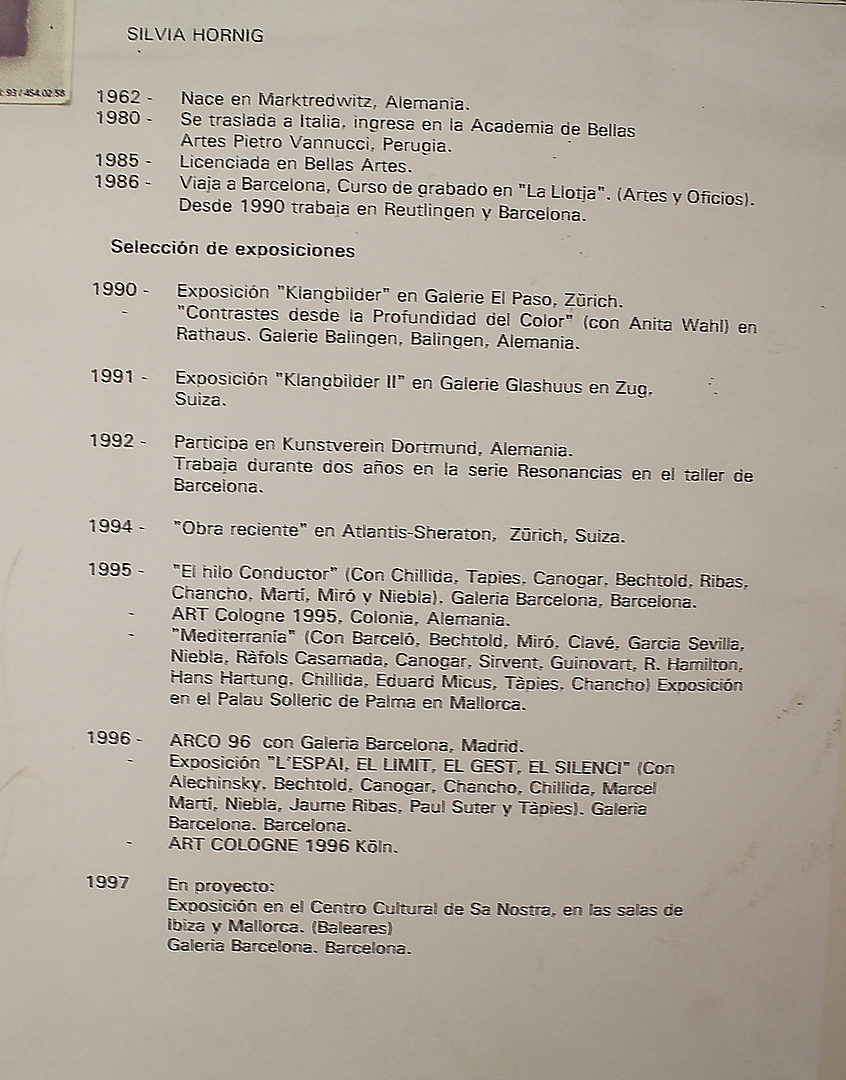 : 93 / 454.02.58
SILVIA HORNIG
1962 - Nace en Marktredwitz, Alemania.
1980 - Se traslada a Italia, ingresa en la Academia de Bellas
Artes Pietro Vannucci, Perugia.
1985 - Licenciada en Bellas Artes.
1986 - Viaja a Barcelona, Curso de grabado en "La Llotja". (Artes y Oficios).
Desde 1990 trabaja en Reutlingen y Barcelona.
Selección de exposiciones
1990 - Exposición "Klangbilder" en Galerie El Paso, Zürich.
- "Contrastes desde la Profundidad del Color" (con Anita Wahl) en
Rathaus. Galerie Balingen, Balingen, Alemania.
1991 - Exposición "Klangbilder II" en Galerie Glashuus en Zug,
Suiza.
1992 - Participa en Kunstverein Dortmund, Alemania.
Trabaja durante dos años en la serie Resonancias en el taller de
Barcelona.
1994 - "Obra reciente" en Atlantis-Sheraton, Zürich, Suiza.
1995 - "El hilo Conductor" (Con Chillida, Tapies, Canogar, Bechtold, Ribas,
Chancho, Martí, Miró y Niebla). Galeria Barcelona, Barcelona.
- ART Cologne 1995, Colonia, Alemania.
- "Mediterrania" (Con Barceló, Bechtold, Miró, Clavé, Garcia Sevilla,
Niebla, Ràfols Casamada, Canogar, Sirvent, Guinovart, R. Hamilton,
Hans Hartung, Chillida, Eduard Micus, Tàpies, Chancho) Exposición
en el Palau Solleric de Palma en Mallorca.
1996 - ARCO 96 con Galeria Barcelona, Madrid.
- Exposición "L'ESPAI, EL LIMIT, EL GEST, EL SILENCI" (Con
Alechinsky, Bechtold, Canogar, Chancho, Chillida, Marcel
Martí, Niebla, Jaume Ribas, Paul Suter y Tàpies). Galeria
Barcelona. Barcelona.
- ART COLOGNE 1996 Köln.
1997 En proyecto:
Exposición en el Centro Cultural de Sa Nostra, en las salas de
Ibiza y Mallorca. (Baleares)
Galeria Barcelona. Barcelona.